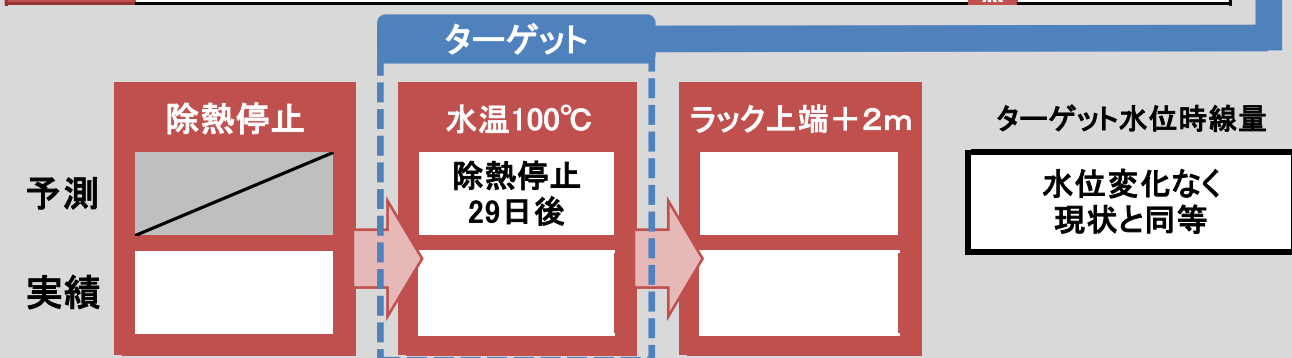 ターゲット
除熱停止
水温100℃
ラック上端+2m
ターゲット水位時線量
予測
除熱停止
29日後
水位変化なく
現状と同等
実績